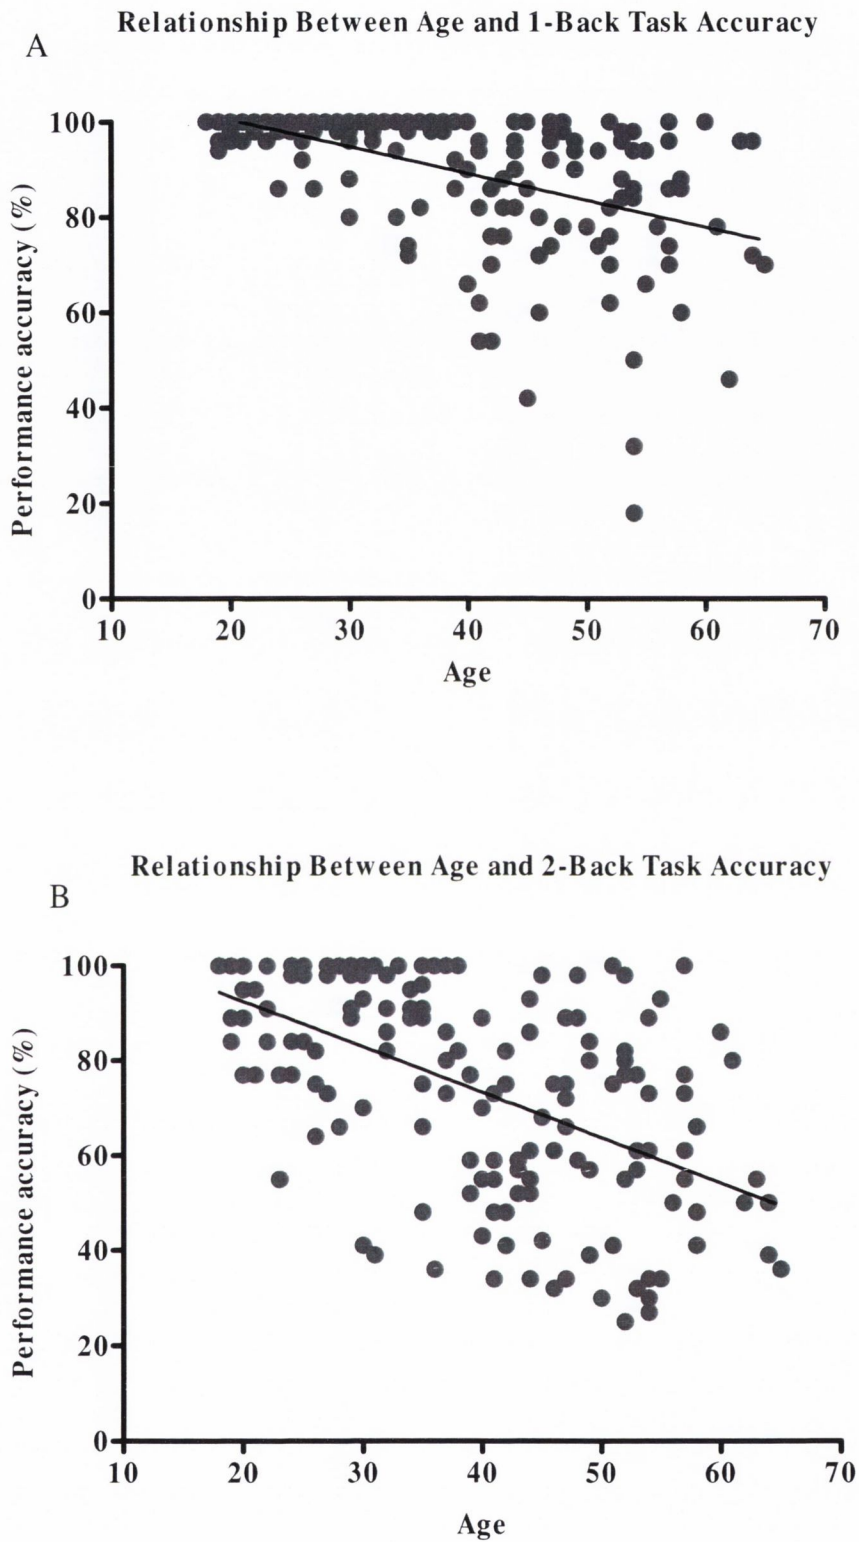 Relationship Between Age and 1-Back Task Accuracy
A
Performance accuracy (%)
100
80
60
40
20
0
10 20 30 40 50 60 70
Age
Relationship Between Age and 2-Back Task Accuracy
B
Performance accuracy (%)
100
80
60
40
20
0
10 20 30 40 50 60 70
Age